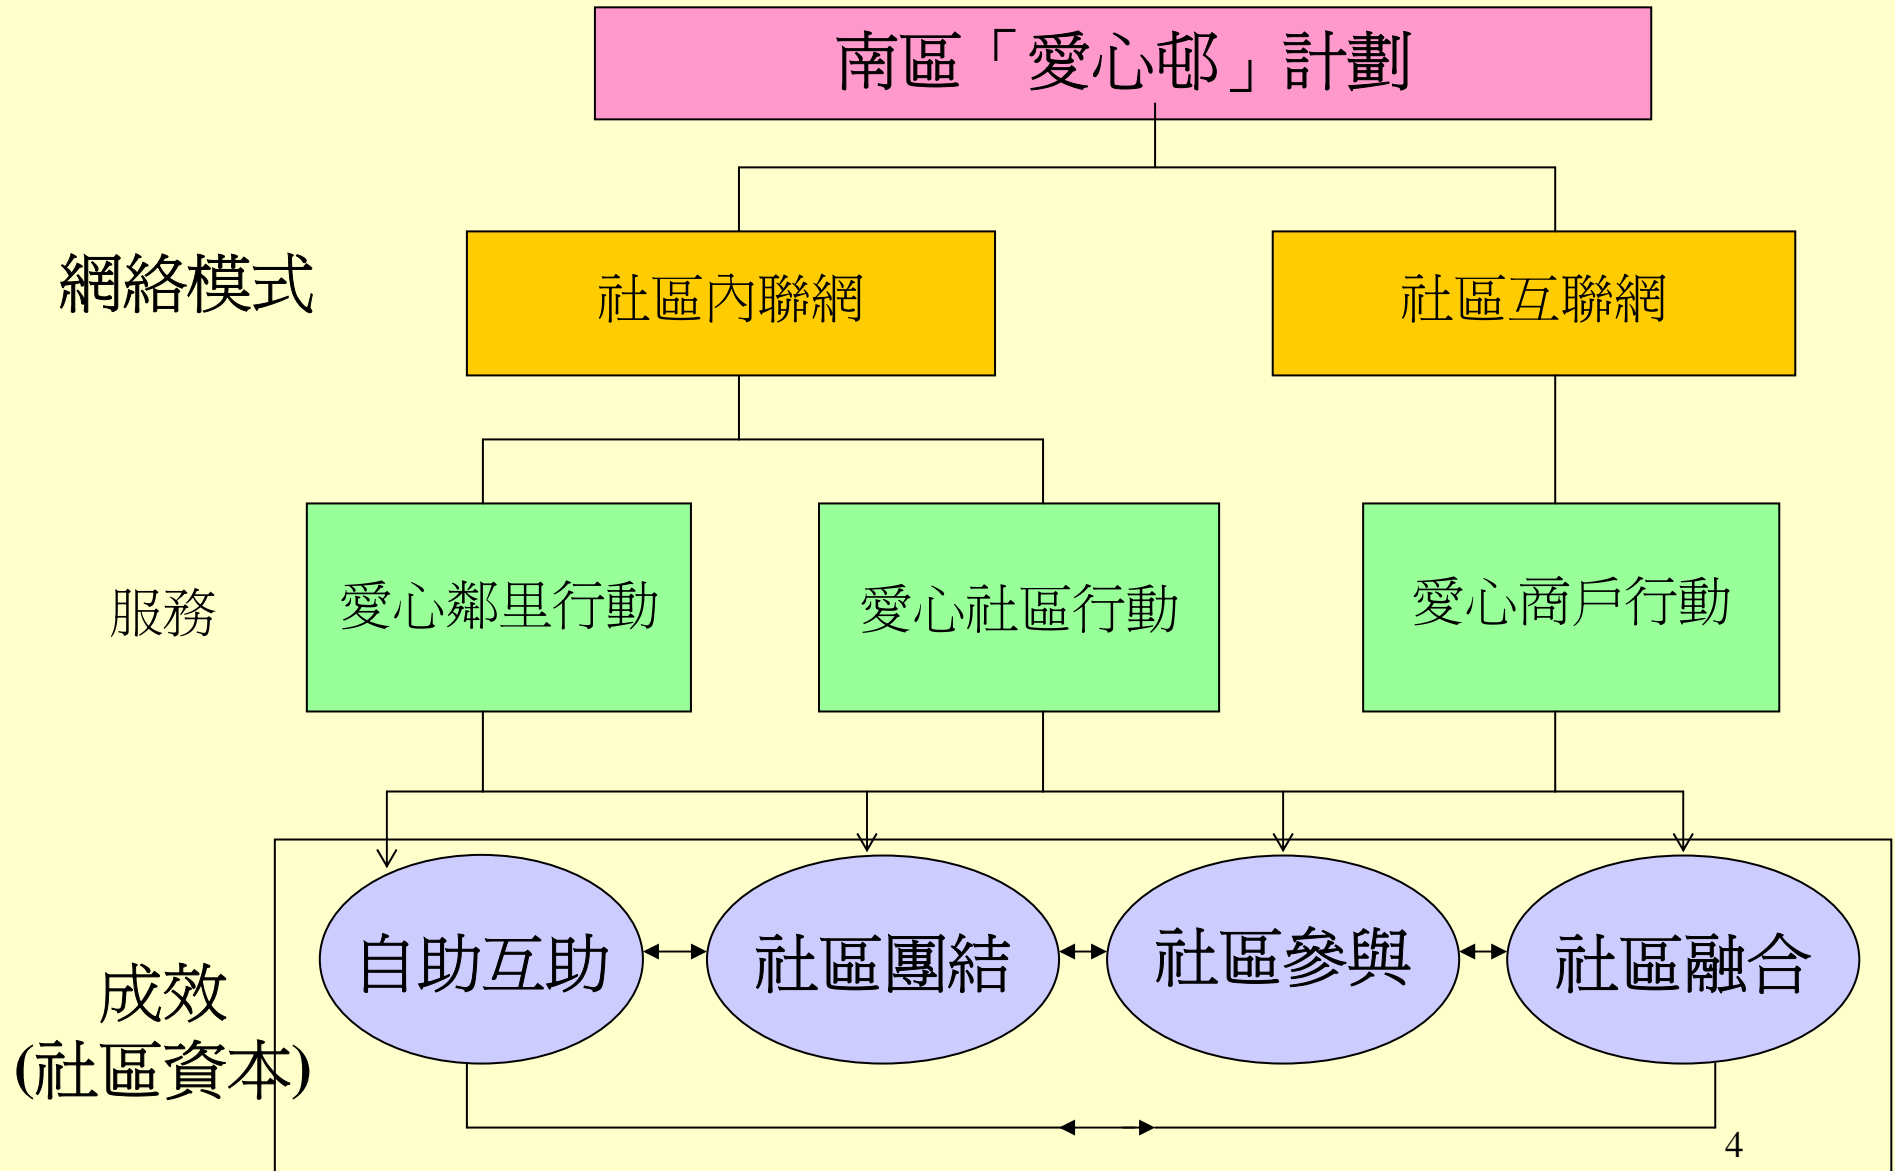 南區「愛心邨」計劃
網絡模式
社區內聯網
社區互聯網
服務
愛心鄰里行動
愛心社區行動
愛心商戶行動
成效
(社區資本)
自助互助
社區團結
社區參與
社區融合
4